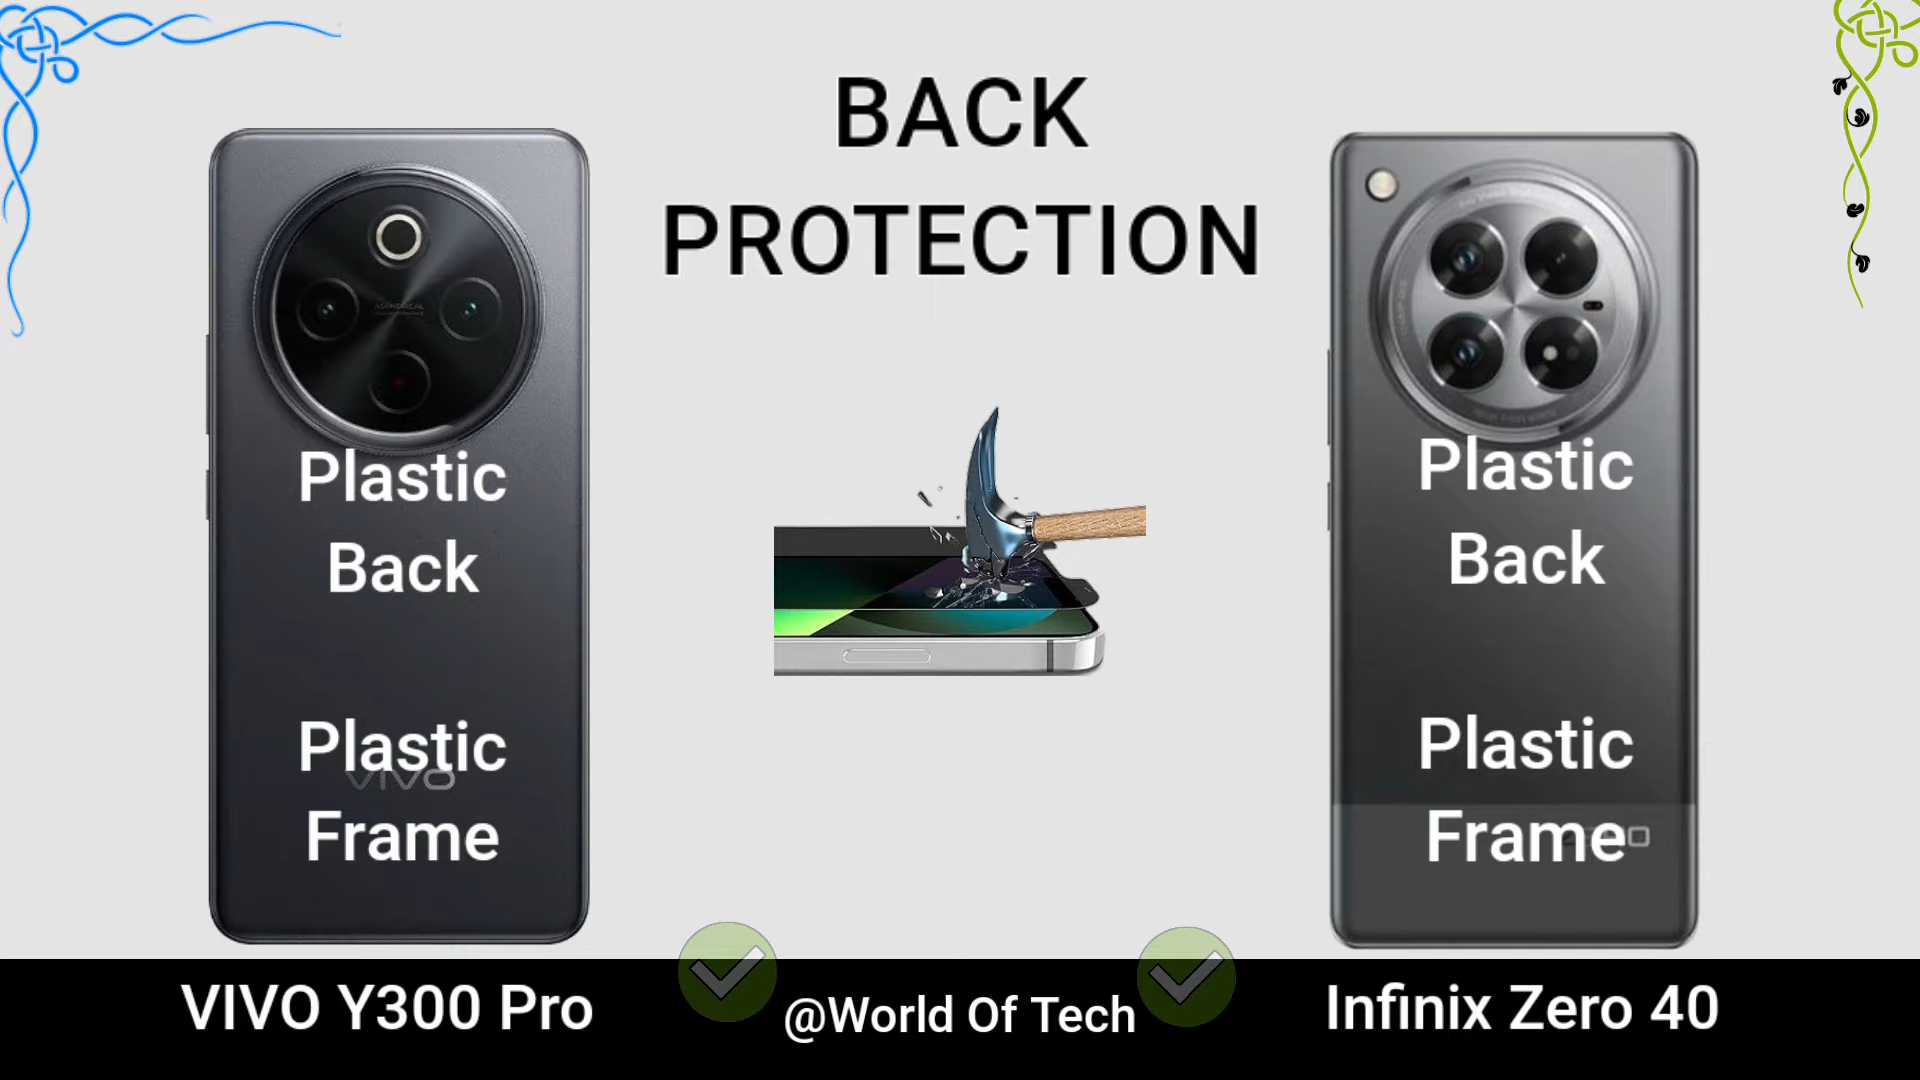 BACK
PROTECTION
Plastic
Back
Plastic
Frame
vivo
Plastic
Back
Plastic
Frame
VIVO Y300 Pro
@World Of Tech
Infinix Zero 40